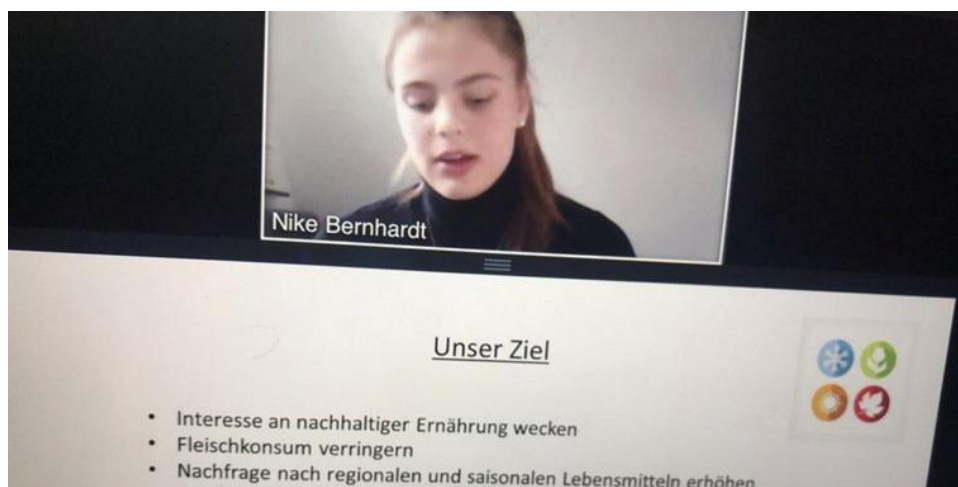 Nike Bernhardt
Unser Ziel
• Interesse an nachhaltiger Ernährung wecken
• Fleischkonsum verringern
• Nachfrage nach regionalen und saisonalen Lebensmitteln erhöhen